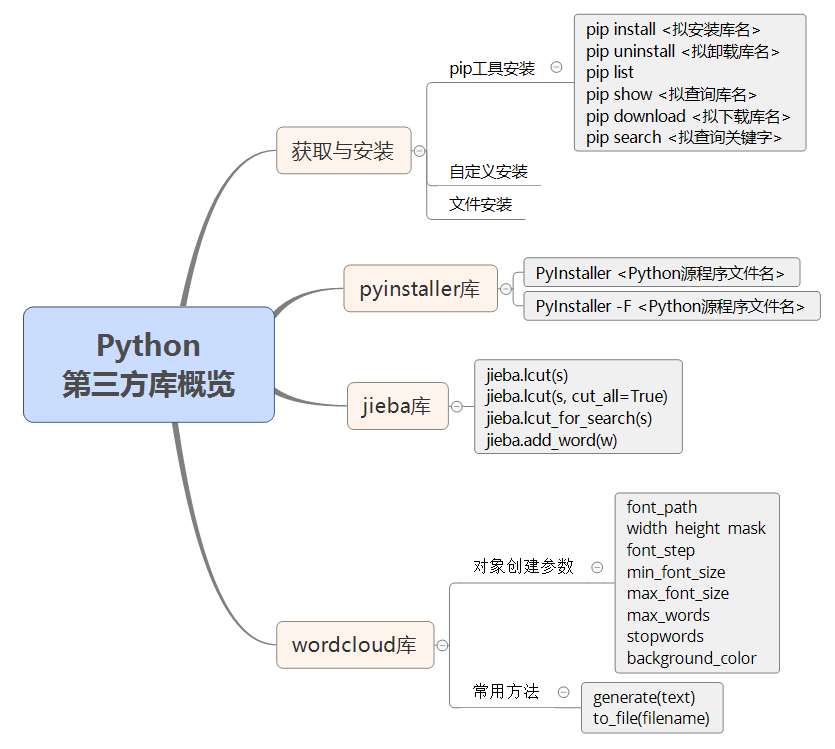 Python
第三方库概览
获取与安装
pip工具安装
pip install <拟安装库名>
pip uninstall <拟卸载库名>
pip list
pip show <拟查询库名>
pip download <拟下载库名>
pip search <拟查询关键字>
自定义安装
文件安装
pyinstaller库
PyInstaller <Python源程序文件名>
PyInstaller -F <Python源程序文件名>
jieba库
jieba.lcut(s)
jieba.lcut(s, cut_all=True)
jieba.lcut_for_search(s)
jieba.add_word(w)
wordcloud库
对象创建参数
font_path
width height mask
font_step
min_font_size
max_font_size
max_words
stopwords
background_color
常用方法
generate(text)
to_file(filename)